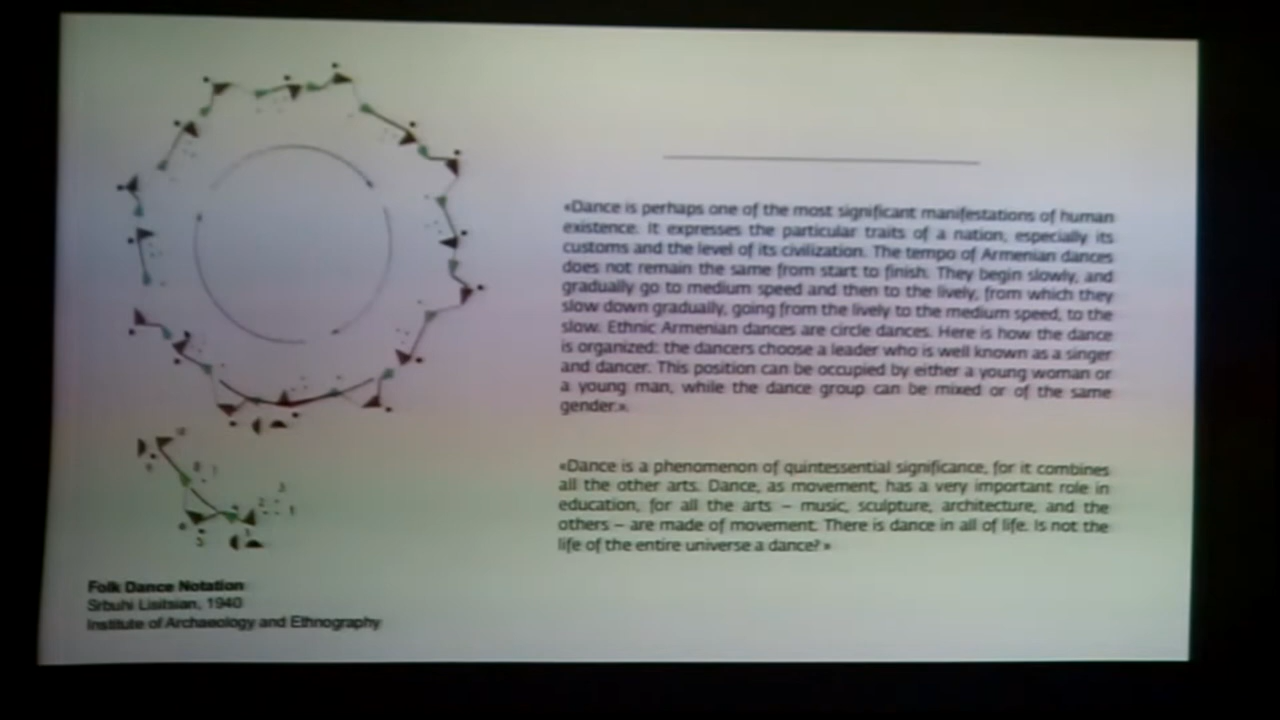 «Dance is perhaps one of the most significant manifestations of human
existence. It expresses the particular traits of a nation, especially its
customs and the level of its civilization. The tempo of Armenian dances
does not remain the same from start to finish. They begin slowly, and
gradually go to medium speed and then to the lively, from which they
slow down gradually, going from the lively to the medium speed, to the
slow. Ethnic Armenian dances are circle dances. Here is how the dance
is organized: the dancers choose a leader who is well known as a singer
and dancer. This position can be occupied by either a young woman or
a young man, while the dance group can be mixed or of the same
gender.».
«Dance is a phenomenon of quintessential significance, for it combines
all the other arts. Dance, as movement, has a very important role in
education, for all the arts – music, sculpture, architecture, and the
others – are made of movement. There is dance in all of life. Is not the
life of the entire universe a dance? »
Folk Dance Notation
Srbuhi Lisitsian, 1940
Institute of Archaeology and Ethnography